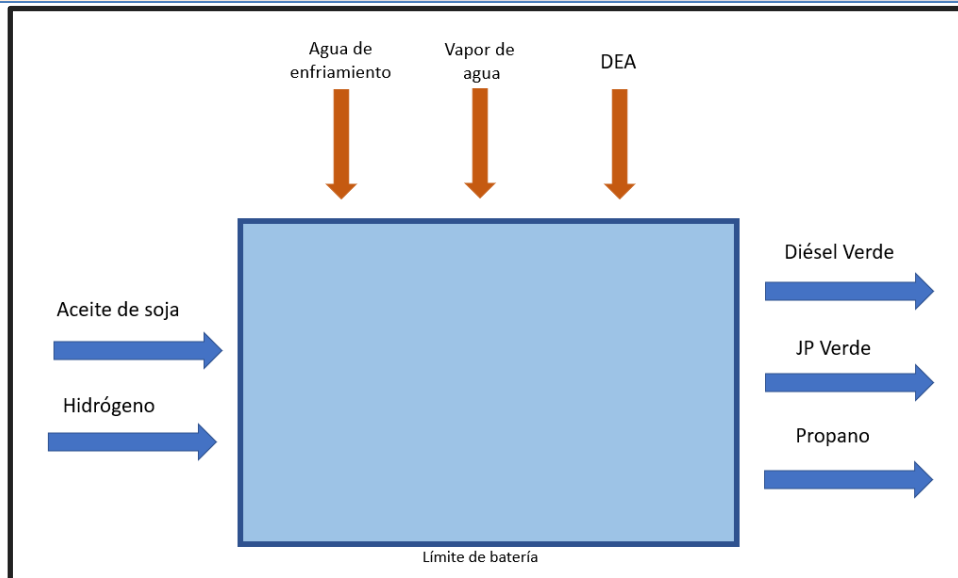 Agua de
enfriamiento
Vapor de
agua
DEA
Diésel Verde
Aceite de soja
JP Verde
Hidrógeno
Propano
Límite de batería